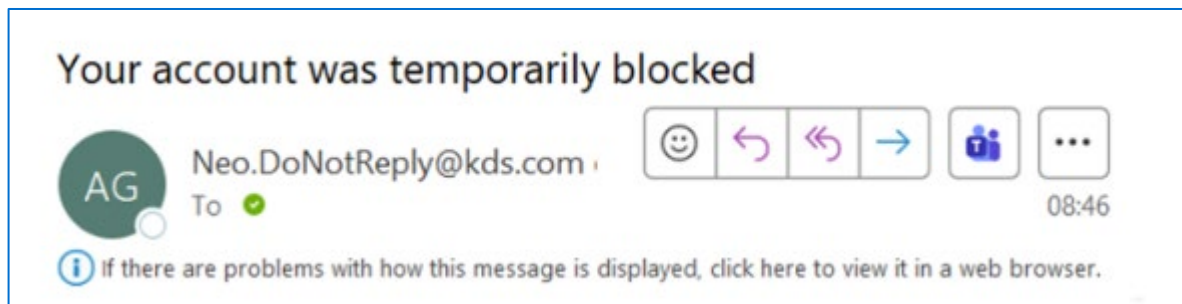 Your account was temporarily blocked
AG
Neo.DoNotReply@kds.com
To
08:46
If there are problems with how this message is displayed, click here to view it in a web browser.